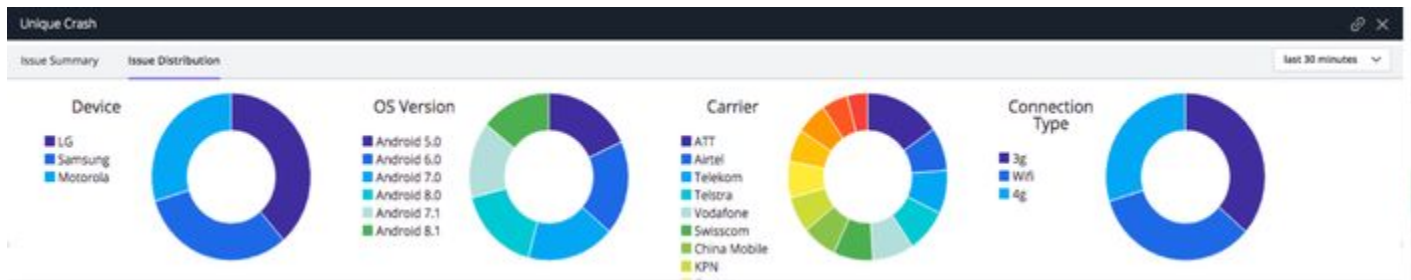 Unique Crash
Issue Summary
Issue Distribution
last 30 minutes
Device
LG
Samsung
Motorola
OS Version
Android 5.0
Android 6.0
Android 7.0
Android 8.0
Android 7.1
Android 8.1
Carrier
ATT
Airtel
Telekom
Telstra
Vodafone
Swisscom
China Mobile
KPN
Connection
Type
3g
Wifi
4g